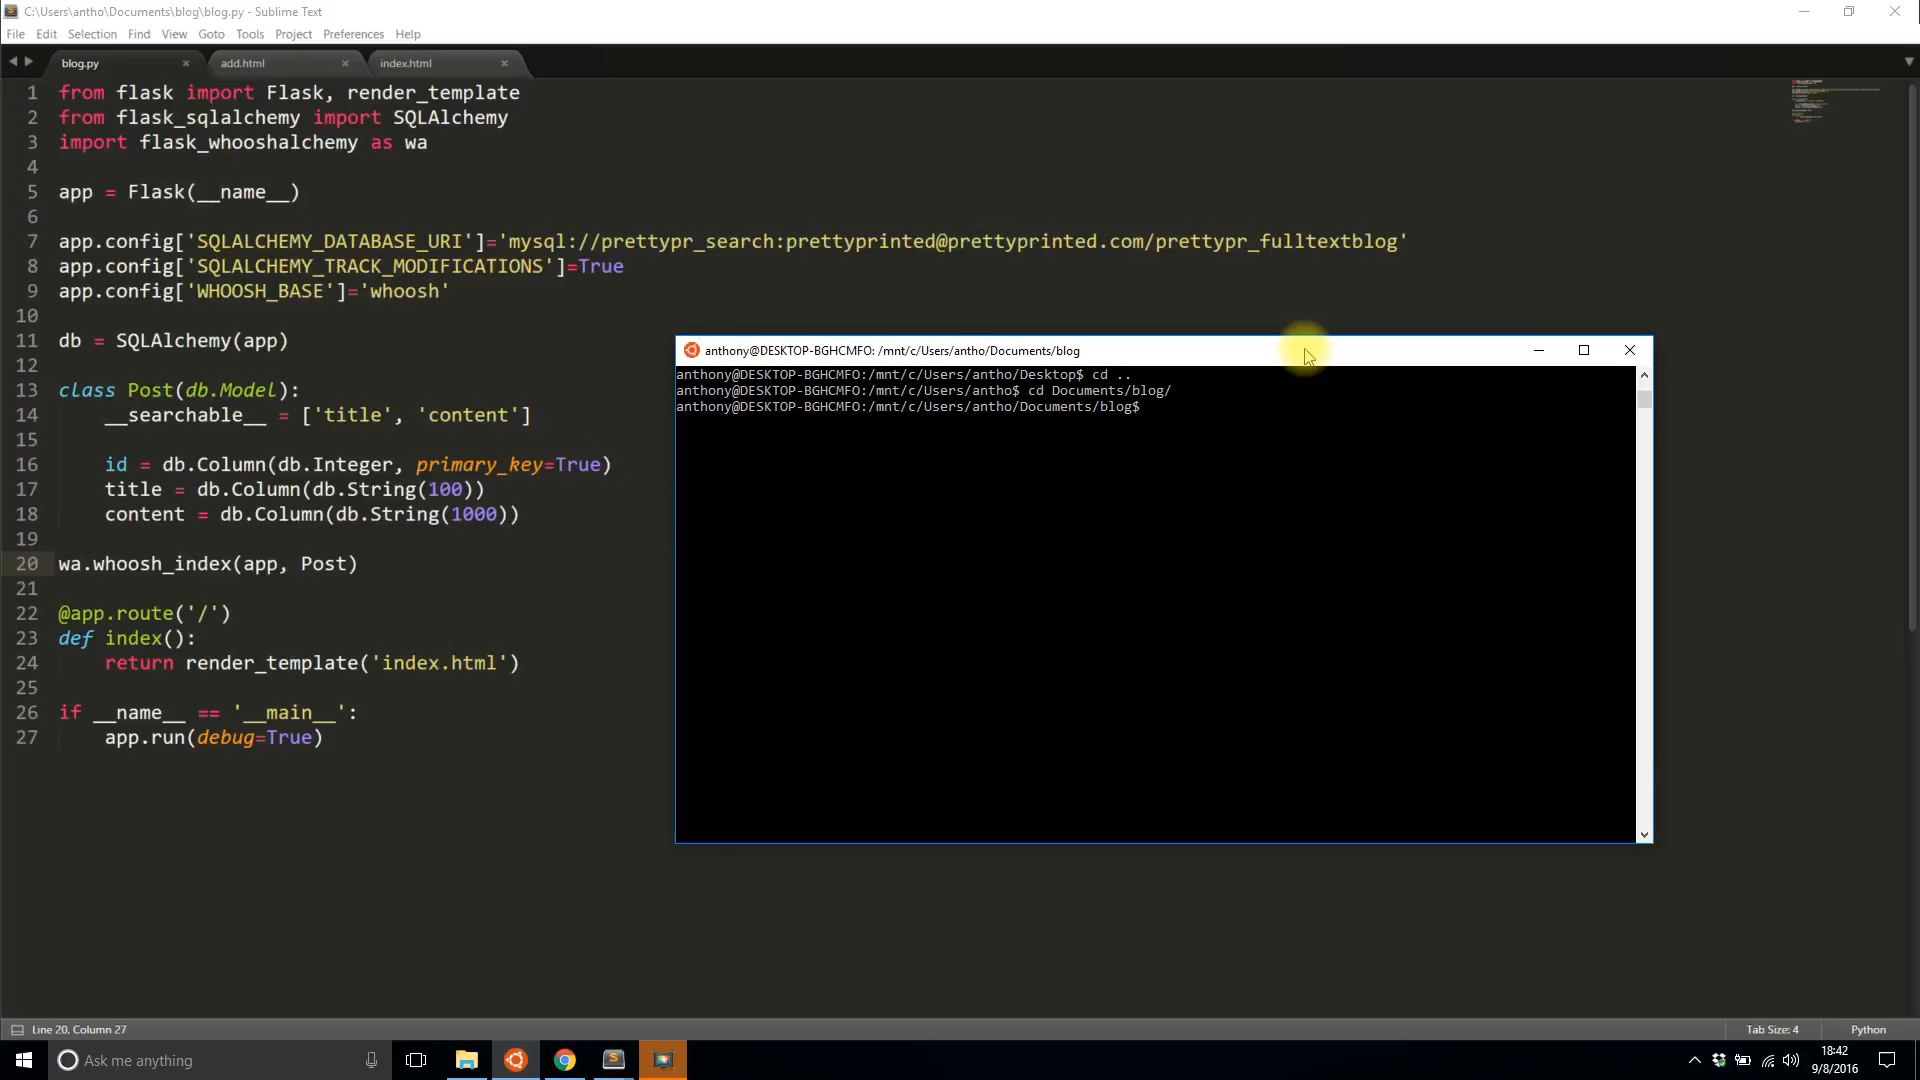 C:\Users\antho\Documents\blog\blog.py - Sublime Text
File Edit Selection Find View Goto Tools Project Preferences Help
blog.py × add.html × index.html ×
1 from flask import Flask, render_template
2 from flask_sqlalchemy import SQLAlchemy
3 import flask_whooshalchemy as wa
4
5 app = Flask(__name__)
6
7 app.config['SQLALCHEMY_DATABASE_URI']='mysql://prettypr_search:prettyprinted@prettyprinted.com/prettypr_fulltextblog'
8 app.config['SQLALCHEMY_TRACK_MODIFICATIONS']=True
9 app.config['WHOOSH_BASE']='whoosh'
10
11 db = SQLAlchemy(app)
12
13 class Post(db.Model):
14 __searchable__ = ['title', 'content']
15
16 id = db.Column(db.Integer, primary_key=True)
17 title = db.Column(db.String(100))
18 content = db.Column(db.String(1000))
19
20 wa.whoosh_index(app, Post)
21
22 @app.route('/')
23 def index():
24 return render_template('index.html')
25
26 if __name__ == '__main__':
27 app.run(debug=True)
anthony@DESKTOP-BGHCMFO: /mnt/c/Users/antho/Documents/blog
anthony@DESKTOP-BGHCMFO:/mnt/c/Users/antho/Desktop$ cd ..
anthony@DESKTOP-BGHCMFO:/mnt/c/Users/antho$ cd Documents/blog/
anthony@DESKTOP-BGHCMFO:/mnt/c/Users/antho/Documents/blog$
Line 20, Column 27
Tab Size: 4
Python
Ask me anything
18:42
9/8/2016